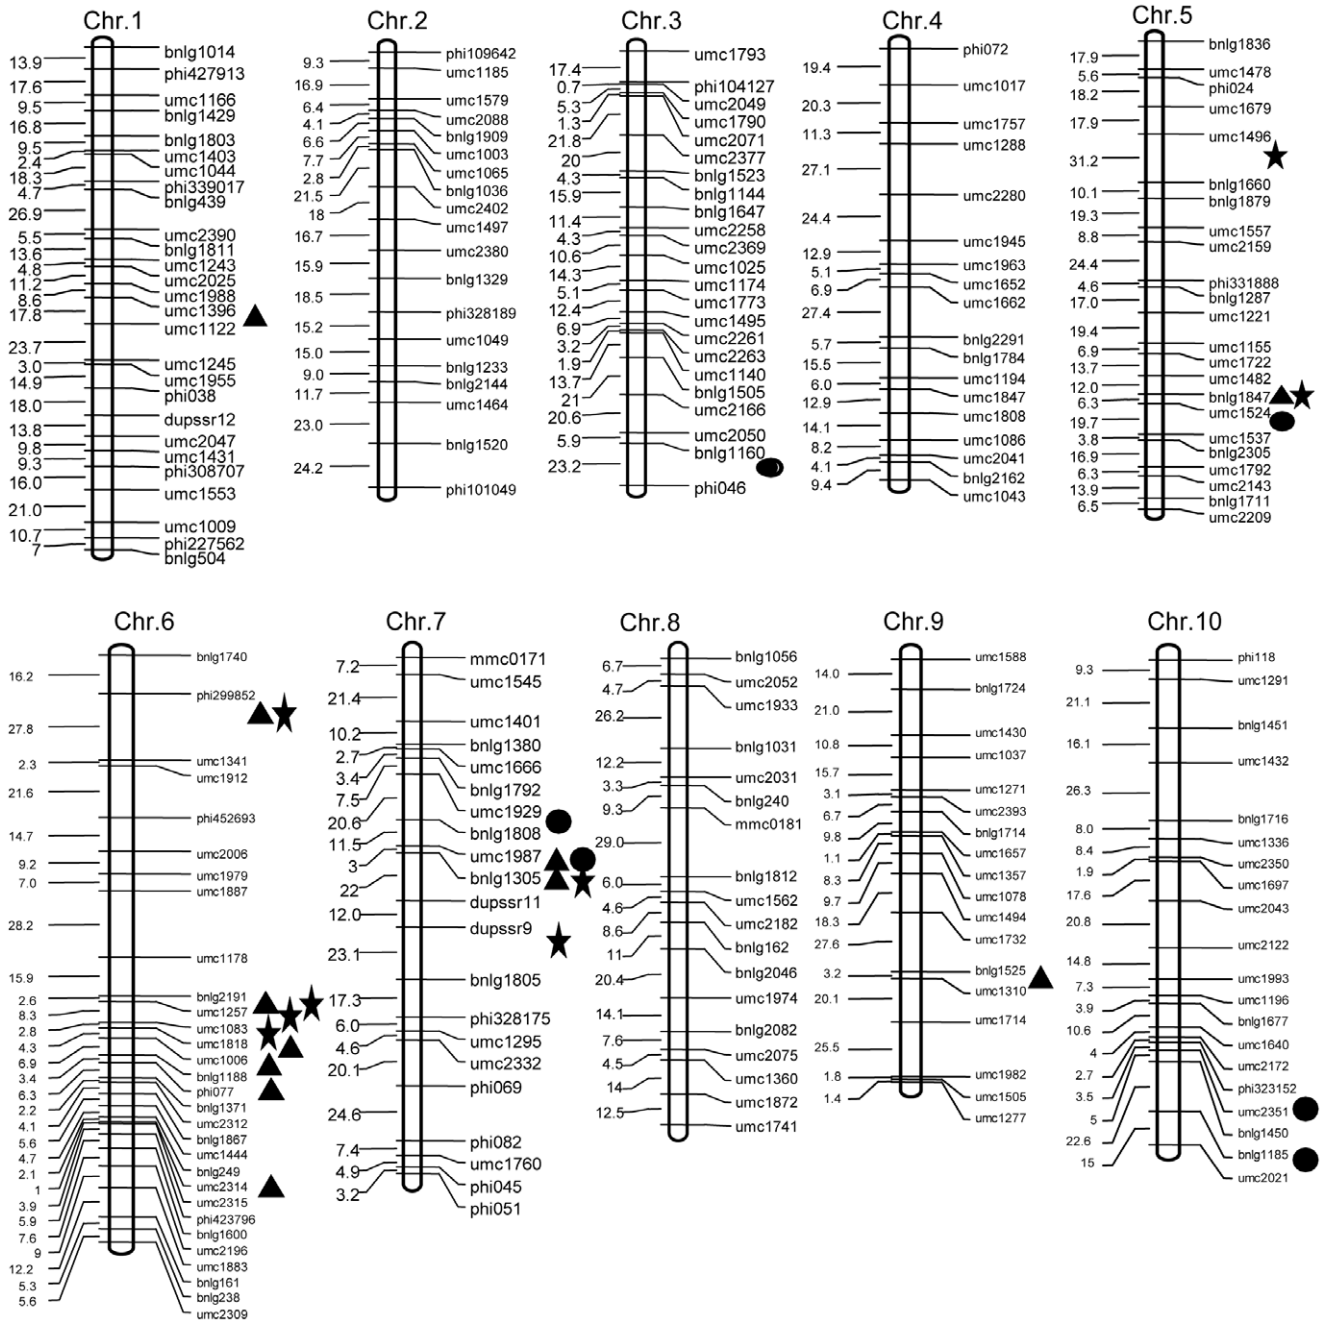 Chr.1
bnlg1014
13.9
phi427913
17.6
umc1166
9.5
bnlg1429
16.8
bnlg1803
9.5
umc1403
2.4
umc1044
18.3
phi339017
4.7
bnlg439
26.9
umc2390
5.5
bnlg1811
13.6
umc1243
4.8
umc2025
11.2
umc1988
8.6
umc1396
17.8
umc1122
23.7
umc1245
3.0
umc1955
14.9
phi038
18.0
dupssr12
13.8
umc2047
9.8
umc1431
9.3
phi308707
16.0
umc1553
21.0
umc1009
10.7
phi227562
7
bnlg504
Chr.2
phi109642
9.3
umc1185
16.9
umc1579
6.4
umc2088
4.1
bnlg1909
6.6
umc1003
7.7
umc1065
2.8
bnlg1036
21.5
umc2402
18
umc1497
16.7
umc2380
15.9
bnlg1329
18.5
phi328189
15.2
umc1049
15.0
bnlg1233
9.0
bnlg2144
11.7
umc1464
23.0
bnlg1520
24.2
phi101049
Chr.3
umc1793
17.4
phi104127
0.7
umc2049
5.3
umc1790
1.3
umc2071
21.8
umc2377
20
bnlg1523
4.3
bnlg1144
15.9
bnlg1647
11.4
umc2258
4.3
umc2369
10.6
umc1025
14.3
umc1174
5.1
umc1773
12.4
umc1495
6.9
umc2261
3.2
umc2263
1.9
umc1140
13.7
bnlg1505
21
umc2166
20.6
umc2050
5.9
bnlg1160
23.2
phi046
Chr.4
phi072
19.4
umc1017
20.3
umc1757
11.3
umc1288
27.1
umc2280
24.4
umc1945
12.9
umc1963
5.1
umc1652
6.9
umc1662
27.4
bnlg2291
5.7
bnlg1784
15.5
umc1194
6.0
umc1847
12.9
umc1808
14.1
umc1086
8.2
umc2041
4.1
bnlg2162
9.4
umc1043
Chr.5
bnlg1836
17.9
umc1478
5.6
phi024
18.2
umc1679
17.9
umc1496
31.2
bnlg1660
10.1
bnlg1879
19.3
umc1557
8.8
umc2159
24.4
phi331888
4.6
bnlg1287
17.0
umc1221
19.4
umc1155
6.9
umc1722
13.7
umc1482
12.0
bnlg1847
6.3
umc1524
19.7
umc1537
3.8
bnlg2305
16.9
umc1792
6.3
umc2143
13.9
bnlg1711
6.5
umc2209
Chr.6
bnlg1740
16.2
phi299852
27.8
umc1341
2.3
umc1912
21.6
phi452693
14.7
umc2006
9.2
umc1979
7.0
umc1887
28.2
umc1178
15.9
bnlg2191
2.6
umc1257
8.3
umc1083
2.8
umc1818
4.3
umc1006
6.9
bnlg1188
3.4
phi077
6.3
bnlg1371
2.2
umc2312
4.1
bnlg1867
5.6
umc1444
4.7
bnlg249
2.1
umc2314
1
umc2315
3.9
phi423796
5.9
bnlg1600
7.6
umc2196
9
umc1883
12.2
bnlg161
5.3
bnlg238
5.6
umc2309
Chr.7
mmc0171
7.2
umc1545
21.4
umc1401
10.2
bnlg1380
2.7
umc1666
3.4
bnlg1792
7.5
umc1929
20.6
bnlg1808
11.5
umc1987
3
bnlg1305
22
dupssr11
12.0
dupssr9
23.1
bnlg1805
17.3
phi328175
6.0
umc1295
4.6
umc2332
20.1
phi069
24.6
phi082
7.4
umc1760
4.9
phi045
3.2
phi051
Chr.8
bnlg1056
6.7
umc2052
4.7
umc1933
26.2
bnlg1031
12.2
umc2031
3.3
bnlg240
9.3
mmc0181
29.0
bnlg1812
6.0
umc1562
4.6
umc2182
8.6
bnlg162
11
bnlg2046
20.4
umc1974
14.1
bnlg2082
7.6
umc2075
4.5
umc1360
14
umc1872
12.5
umc1741
Chr.9
umc1588
14.0
bnlg1724
21.0
umc1430
10.8
umc1037
15.7
umc1271
3.1
umc2393
6.7
bnlg1714
9.8
umc1657
1.1
umc1357
8.3
umc1078
9.7
umc1494
18.3
umc1732
27.6
bnlg1525
3.2
umc1310
20.1
umc1714
25.5
umc1982
1.8
umc1505
1.4
umc1277
Chr.10
phi118
9.3
umc1291
21.1
bnlg1451
16.1
umc1432
26.3
bnlg1716
8.0
umc1336
8.4
umc2350
1.9
umc1697
17.6
umc2043
20.8
umc2122
14.8
umc1993
7.3
umc1196
3.9
bnlg1677
10.6
umc1640
4
umc2172
2.7
phi323152
3.5
umc2351
5
bnlg1450
22.6
bnlg1185
15
umc2021